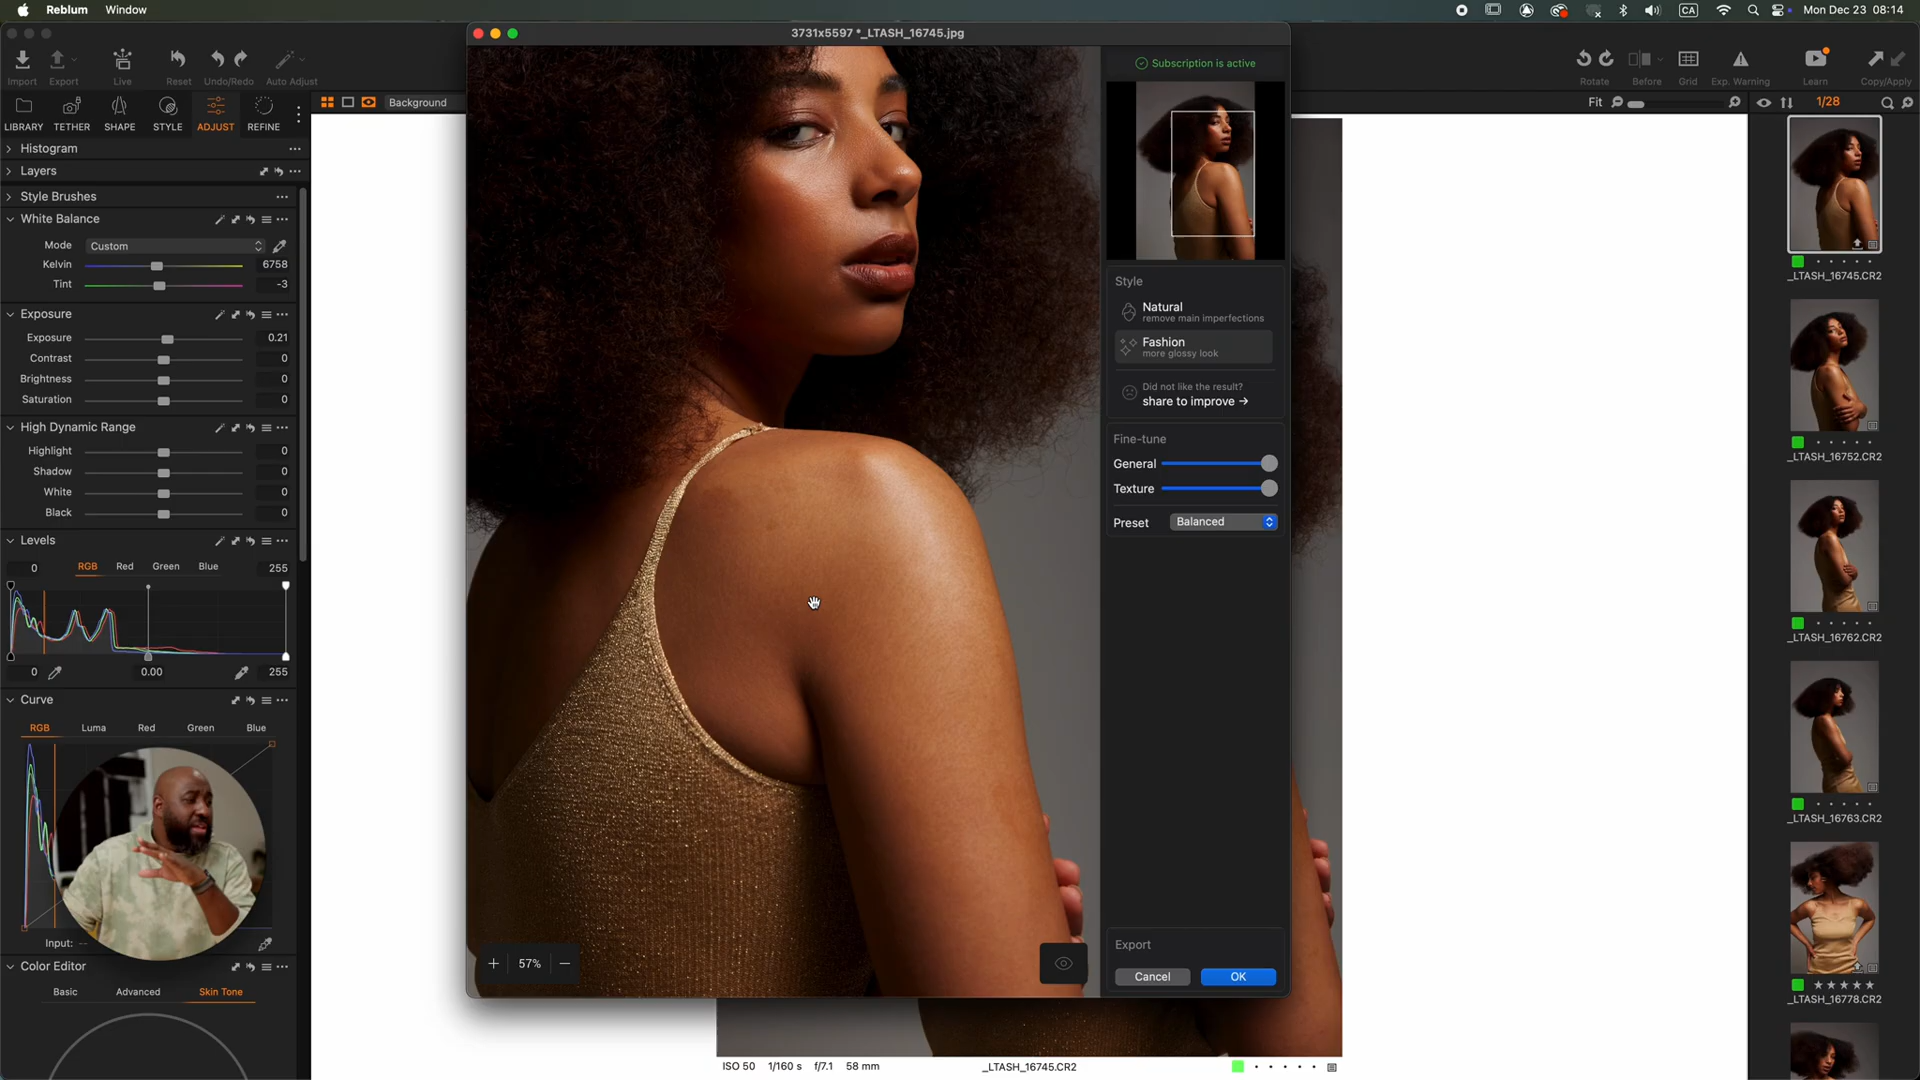 Reblum Window
CA
Mon Dec 23 08:14
3731x5597 *_LTASH_16745.jpg
Import Export Live Reset Undo/Redo Auto Adjust
Rotate Before Grid Exp. Warning Learn Copy/Apply
LIBRARY TETHER SHAPE STYLE ADJUST REFINE
Background
Fit
1/28
Histogram
Layers
Style Brushes
White Balance
Mode Custom
Kelvin 6758
Tint -3
Exposure
Exposure 0.21
Contrast 0
Brightness 0
Saturation 0
High Dynamic Range
Highlight 0
Shadow 0
White 0
Black 0
Levels
0 RGB Red Green Blue 255
0 0.00 255
Curve
RGB Luma Red Green Blue
Input: --
Color Editor
Basic Advanced Skin Tone
57%
Subscription is active
Style
Natural
remove main imperfections
Fashion
more glossy look
Did not like the result?
share to improve →
Fine-tune
General
Texture
Preset Balanced
Export
Cancel OK
ISO 50 1/160 s f/7.1 58 mm
_LTASH_16745.CR2
_LTASH_16745.CR2
_LTASH_16752.CR2
_LTASH_16762.CR2
_LTASH_16763.CR2
_LTASH_16778.CR2